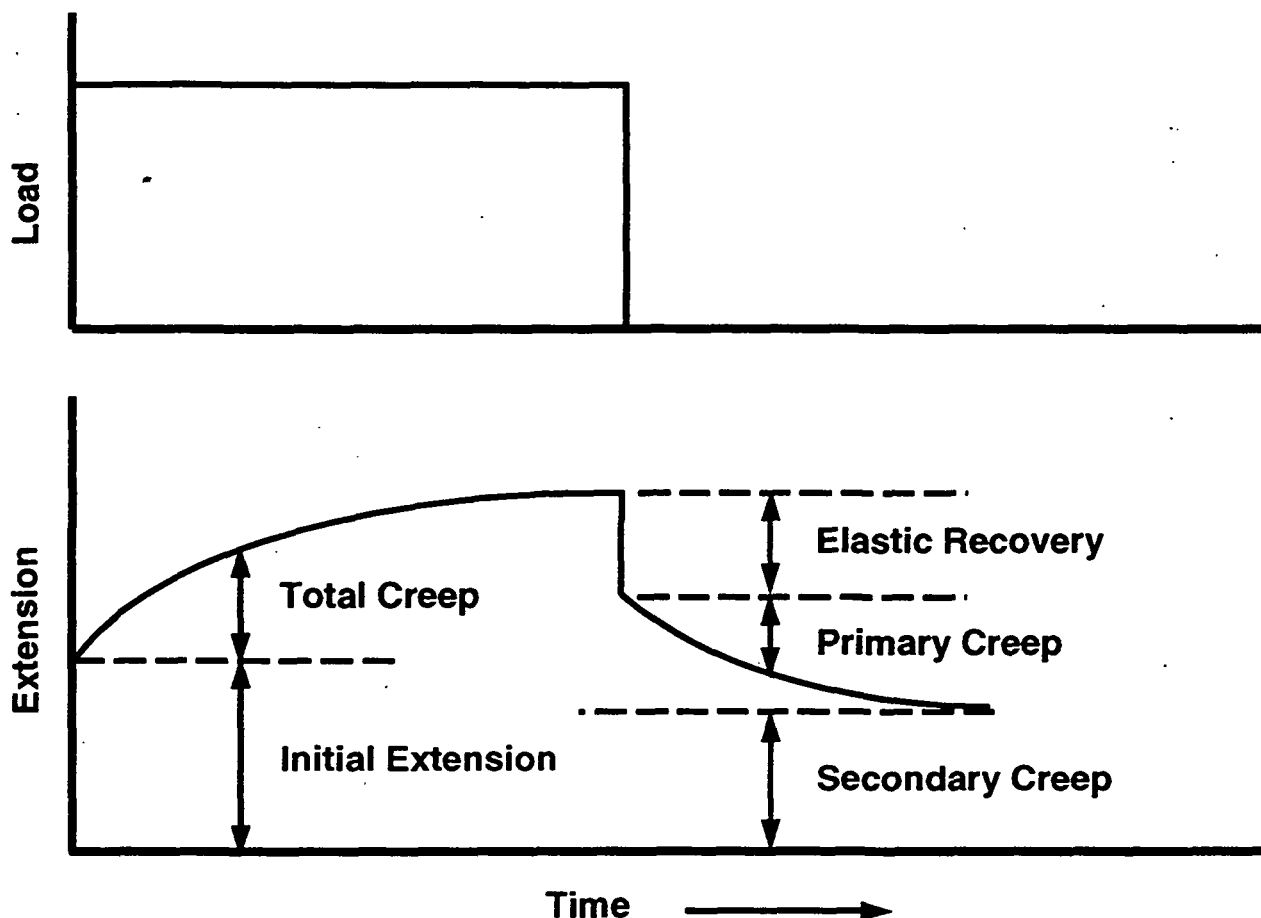 Load
Extension
Total Creep
Initial Extension
Elastic Recovery
Primary Creep
Secondary Creep
Time